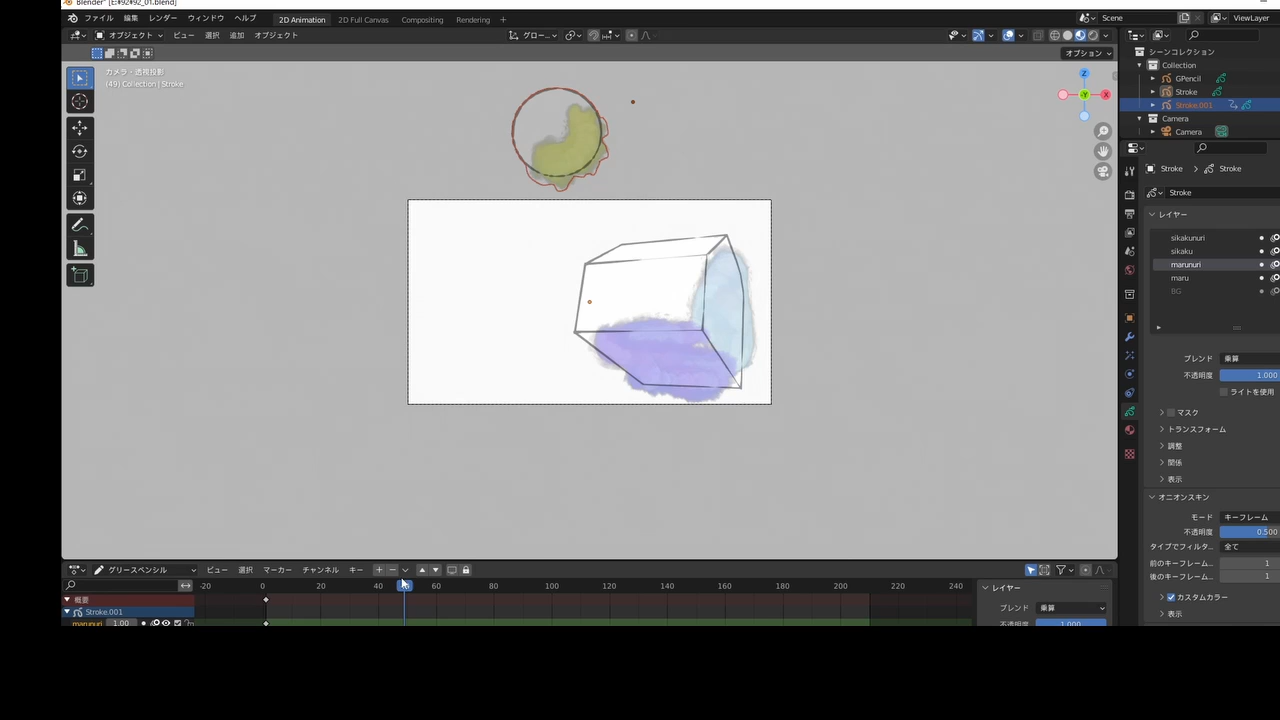 Blender* [E:¥92¥92_01.blend]
ファイル 編集 レンダー ウィンドウ ヘルプ 2D Animation 2D Full Canvas Compositing Rendering + Scene ViewLayer
オブジェクト ビュー 選択 追加 オブジェクト グロー...
オプション
カメラ・透視投影
(49) Collection | Stroke
Z
Y
X
シーンコレクション
Collection
GPencil
Stroke
Stroke.001
Camera
Camera
Stroke Stroke
Stroke
レイヤー
sikakunuri
sikaku
marunuri
maru
BG
ブレンド 乗算
不透明度 1.000
ライトを使用
マスク
トランスフォーム
調整
関係
表示
オニオンスキン
モード キーフレーム
不透明度 0.500
タイプでフィルタ... 全て
前のキーフレーム... 1
後のキーフレーム... 1
カスタムカラー
表示
グリースペンシル ビュー 選択 マーカー チャンネル キー
-20 0 20 40 60 80 100 120 140 160 180 200 220 240
概要
Stroke.001
marunuri 1.00
レイヤー
ブレンド 乗算
不透明度 1.000